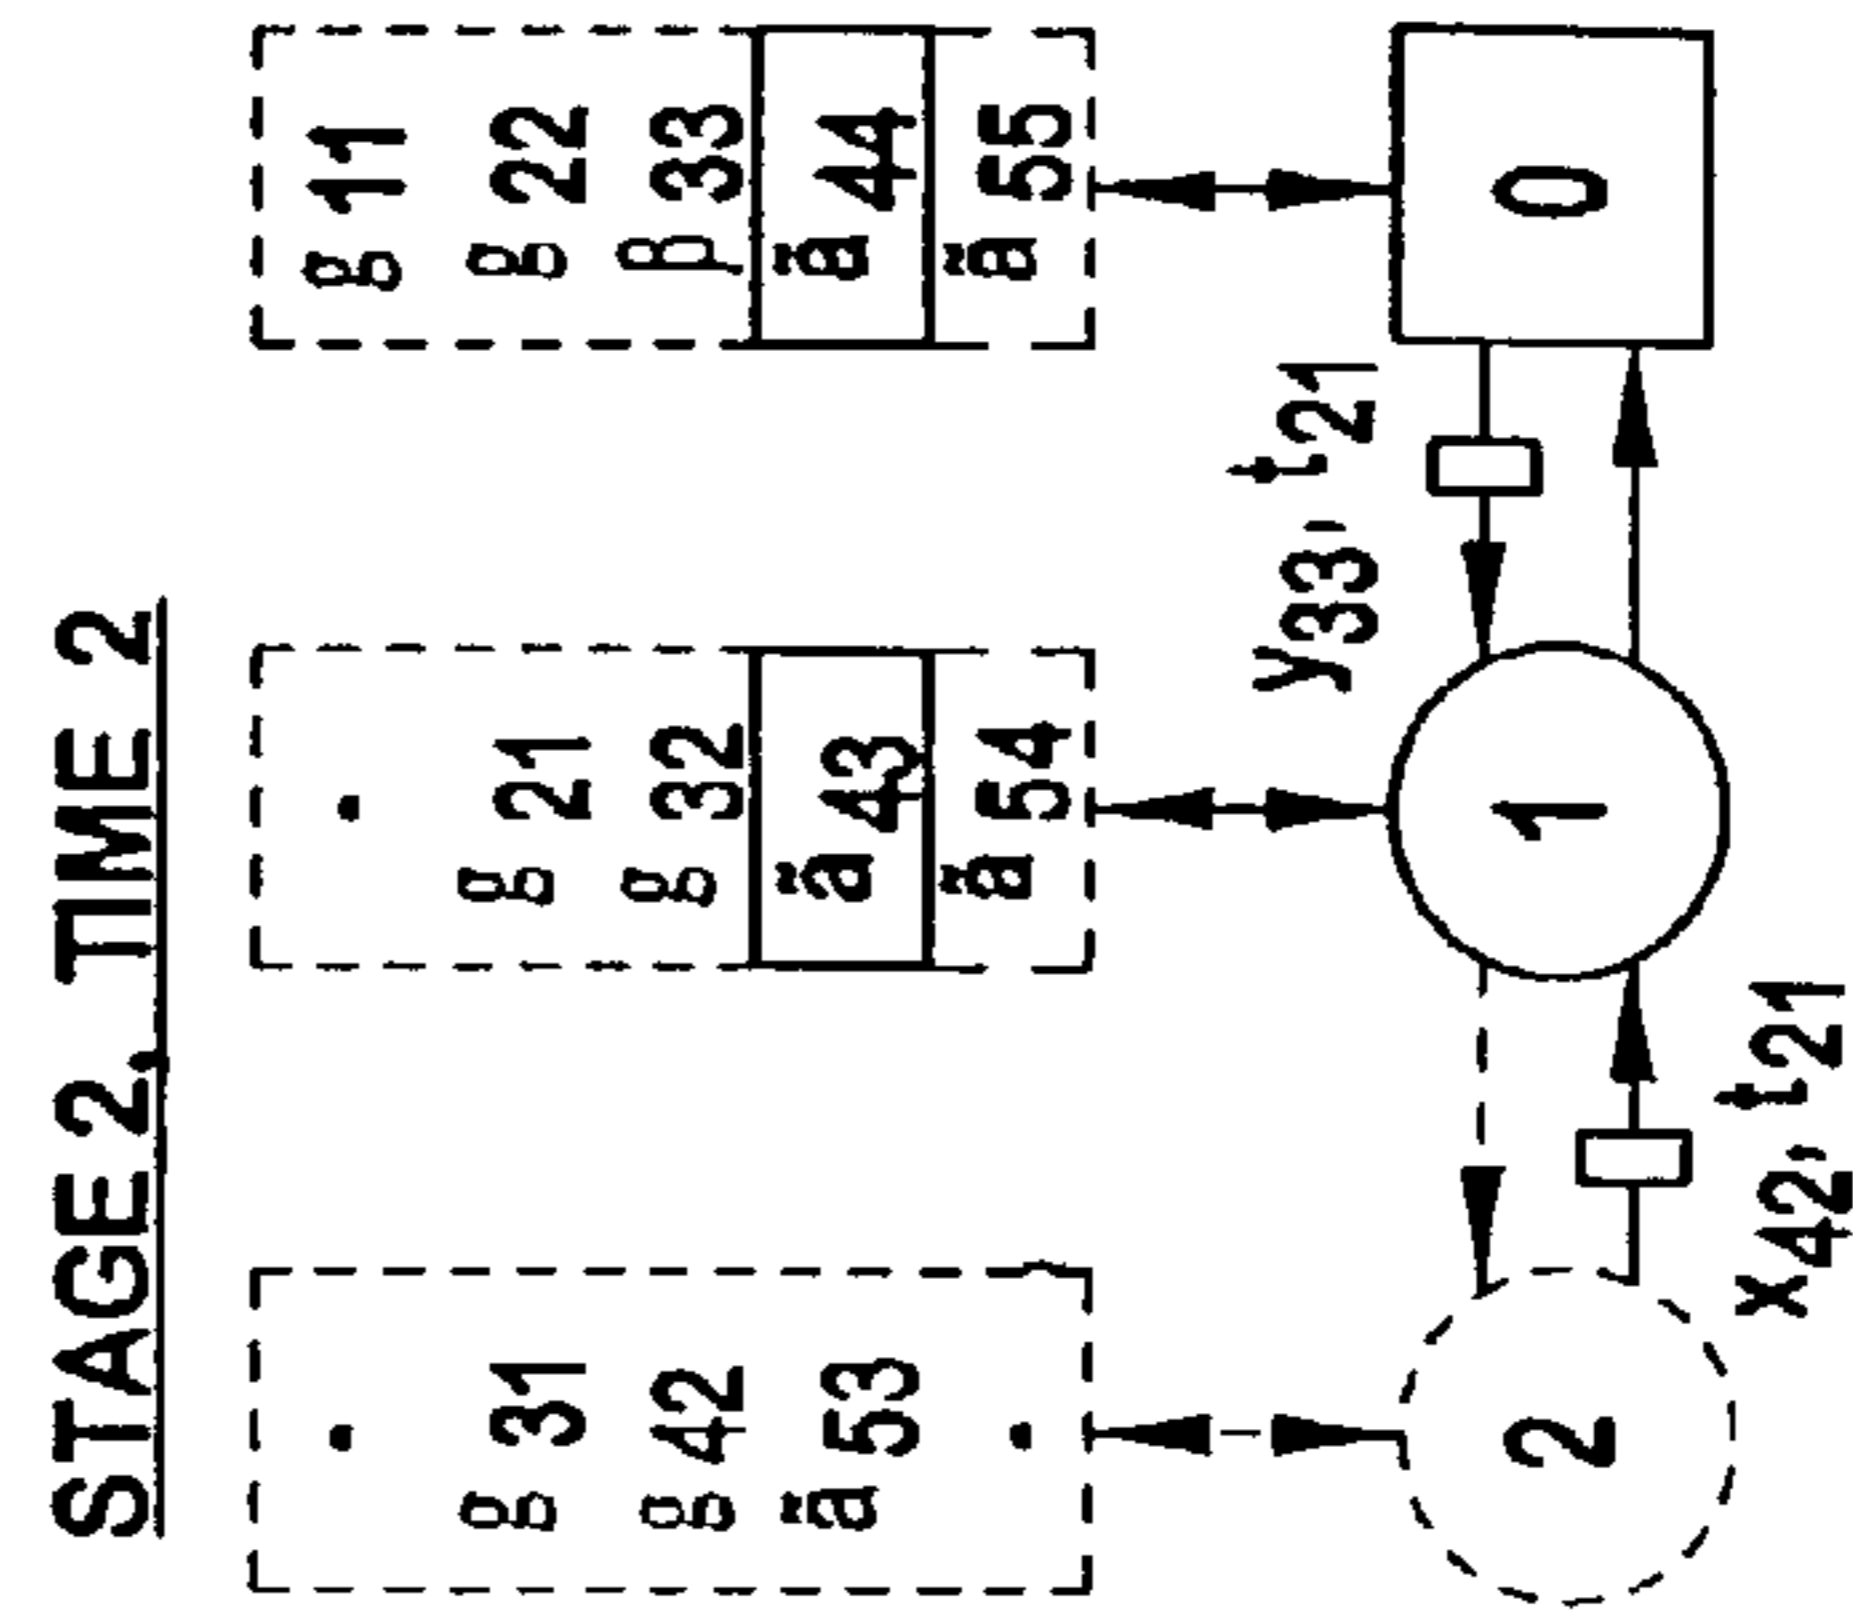 STAGE 2, TIME 2
.
g 31
g 42
ã 53
.
.
g 21
g 32
ã 43
ã 54
g 11
g 22
β 33
ã 44
ã 55
y33, t21
2
1
0
x42, t21